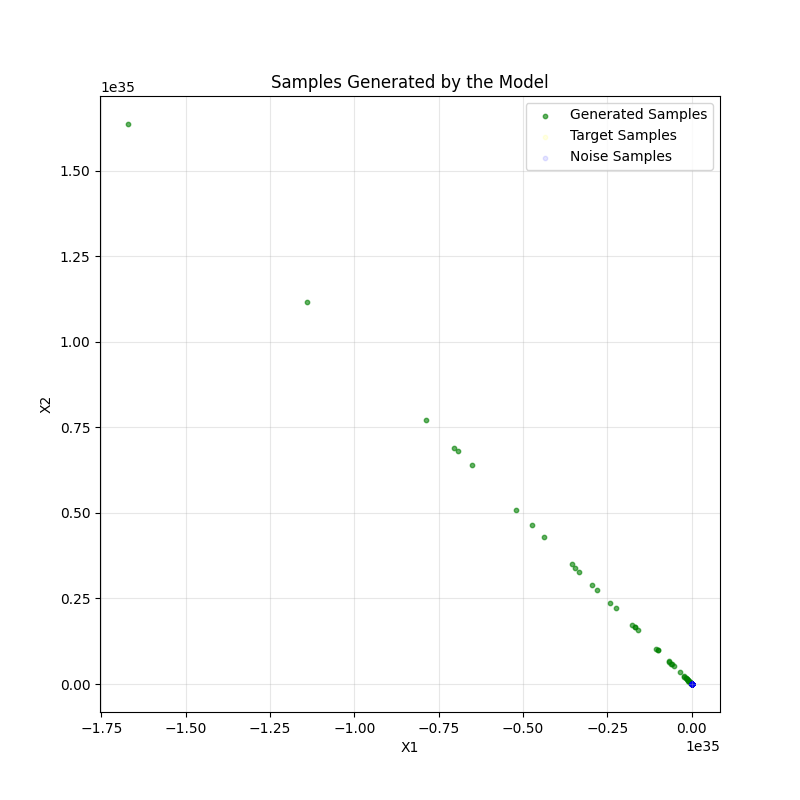 Samples Generated by the Model
1e35
Generated Samples
Target Samples
Noise Samples
1.50
1.25
1.00
0.75
0.50
0.25
0.00
X2
−1.75 −1.50 −1.25 −1.00 −0.75 −0.50 −0.25 0.00
1e35
X1